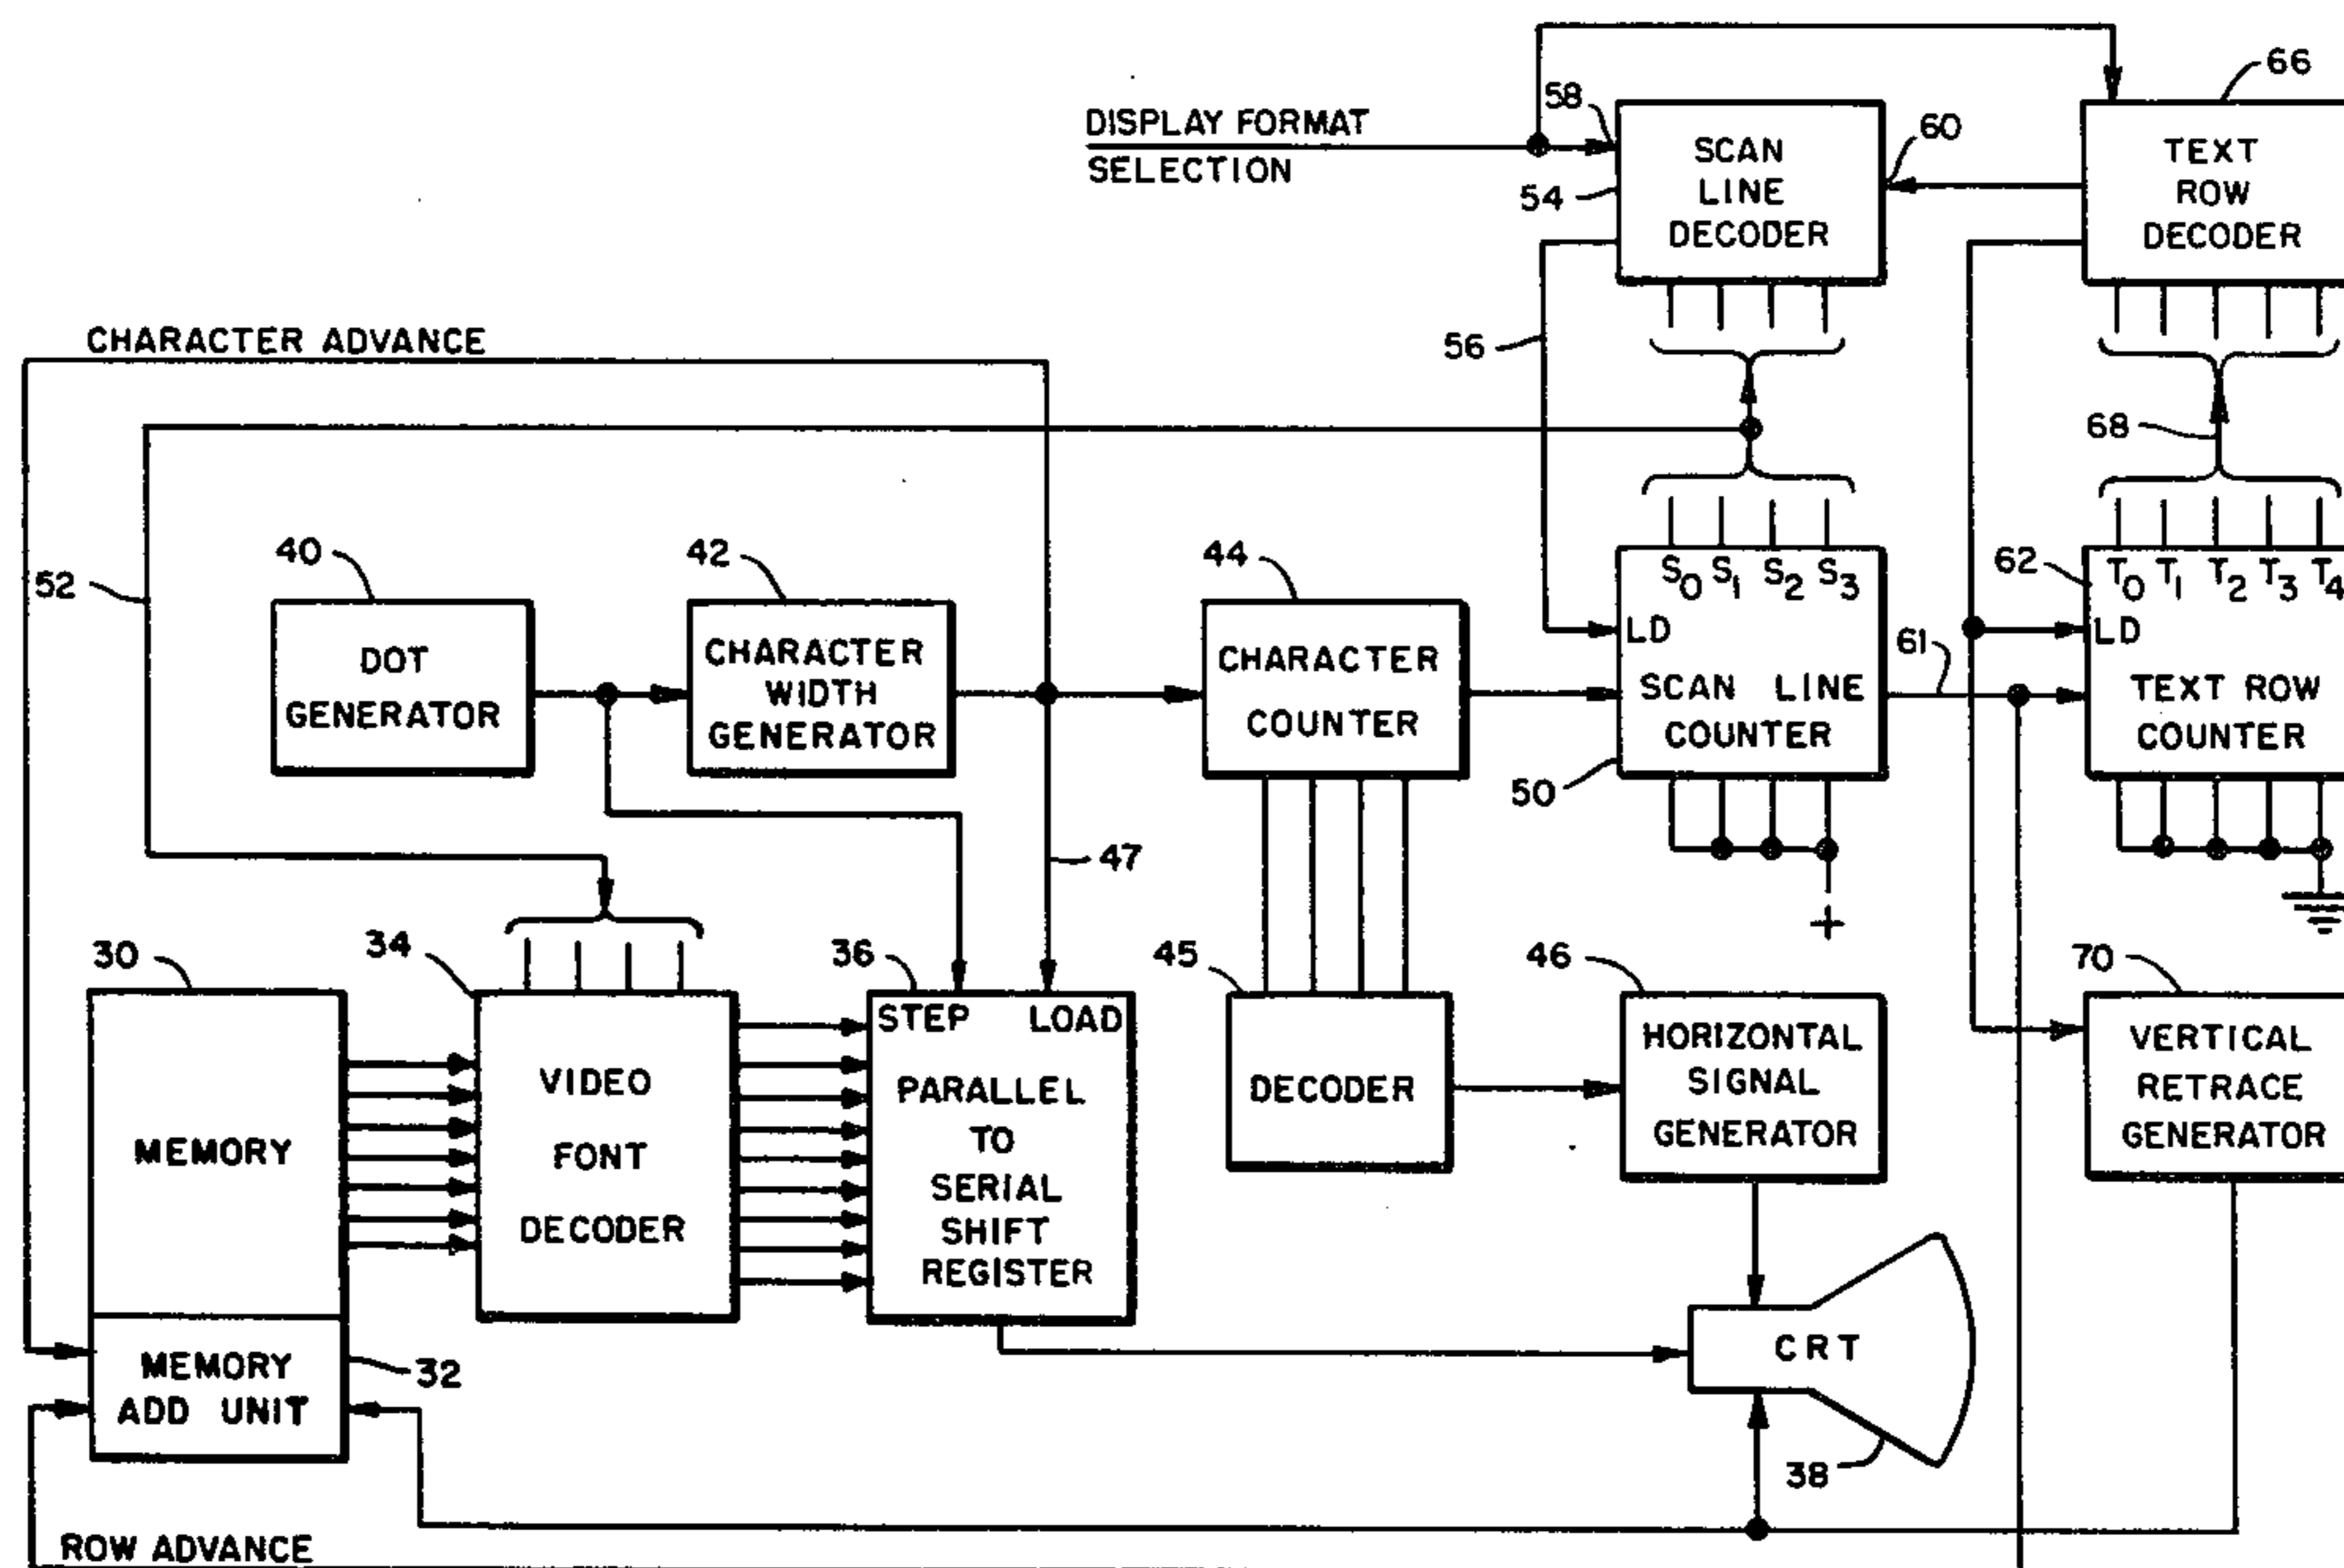 66
58
DISPLAY FORMAT
SELECTION
60
SCAN
LINE
DECODER
TEXT
ROW
DECODER
54
56
CHARACTER ADVANCE
68
40
42
44
52
S0 S1 S2 S3
62
T0 T1 T2 T3 T4
LD
LD
61
DOT
GENERATOR
CHARACTER
WIDTH
GENERATOR
CHARACTER
COUNTER
SCAN LINE
COUNTER
TEXT ROW
COUNTER
50
47
+
30
34
36
45
46
70
STEP LOAD
MEMORY
VIDEO
FONT
DECODER
PARALLEL
TO
SERIAL
SHIFT
REGISTER
DECODER
HORIZONTAL
SIGNAL
GENERATOR
VERTICAL
RETRACE
GENERATOR
MEMORY
ADD UNIT
32
CRT
38
ROW ADVANCE